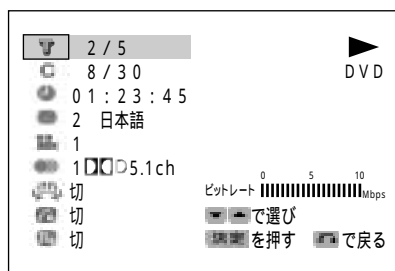 T 2/5
DVD
C 8/30
01:23:45
2 日本語
1
1 5.1ch
0 5 10
切 ビットレート Mbps
切 で選び
切 決定 を押す で戻る